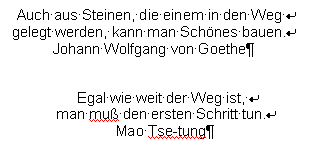 Auch aus Steinen, die einem in den Weg ↵
gelegt werden, kann man Schönes bauen.↵
Johann Wolfgang von Goethe¶
Egal wie weit der Weg ist, ↵
man muß den ersten Schritt tun.↵
Mao Tse-tung¶